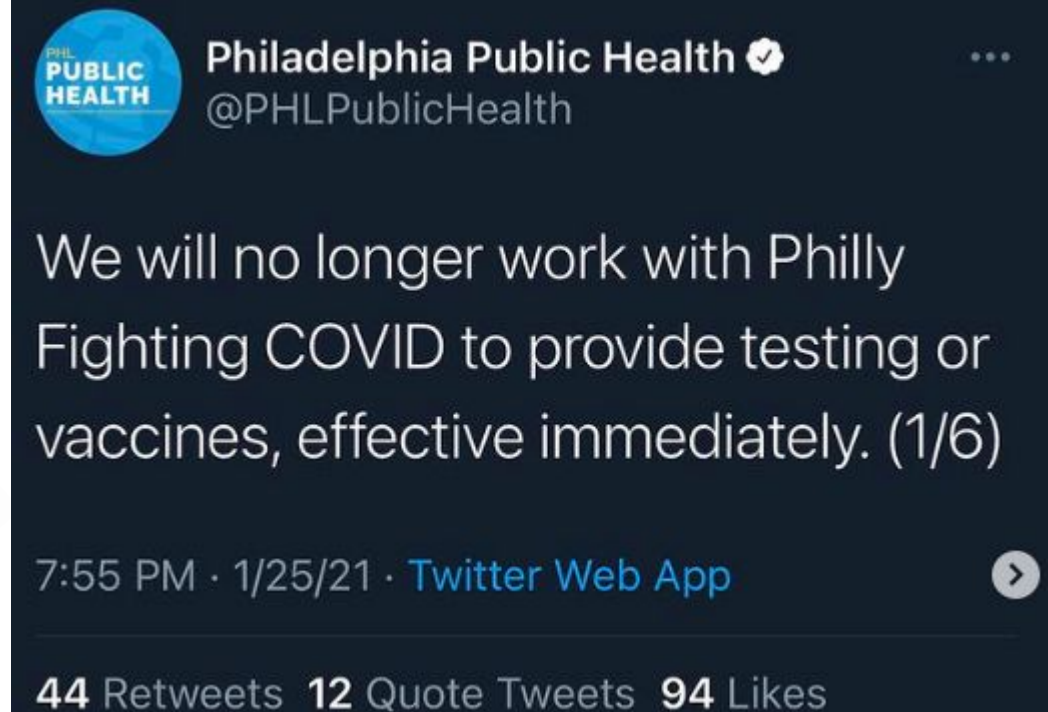 PHL
PUBLIC
HEALTH
Philadelphia Public Health
@PHLPublicHealth
We will no longer work with Philly
Fighting COVID to provide testing or
vaccines, effective immediately. (1/6)
7:55 PM · 1/25/21 · Twitter Web App
44 Retweets 12 Quote Tweets 94 Likes